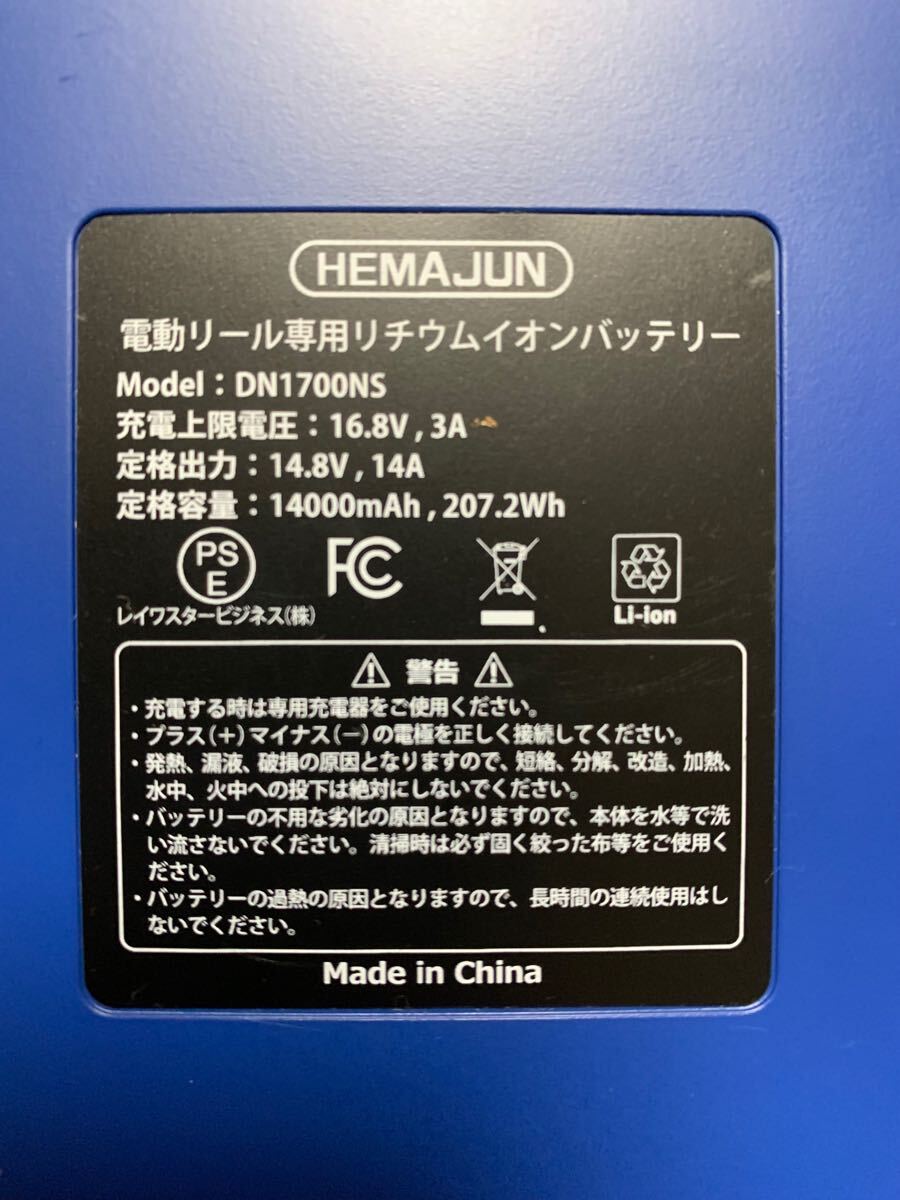 HEMAJUN
電動リール専用リチウムイオンバッテリー
Model：DN1700NS
充電上限電圧：16.8V , 3A
定格出力：14.8V , 14A
定格容量：14000mAh , 207.2Wh
PS
E
FC
レイワスタービジネス(株)
Li-ion
警告
・充電する時は専用充電器をご使用ください。
・プラス(+)マイナス(−)の電極を正しく接続してください。
・発熱、漏液、破損の原因となりますので、短絡、分解、改造、加熱、
水中、火中への投下は絶対にしないでください。
・バッテリーの不用な劣化の原因となりますので、本体を水等で洗
い流さないでください。清掃時は必ず固く絞った布等をご使用く
ださい。
・バッテリーの過熱の原因となりますので、長時間の連続使用はし
ないでください。
Made in China